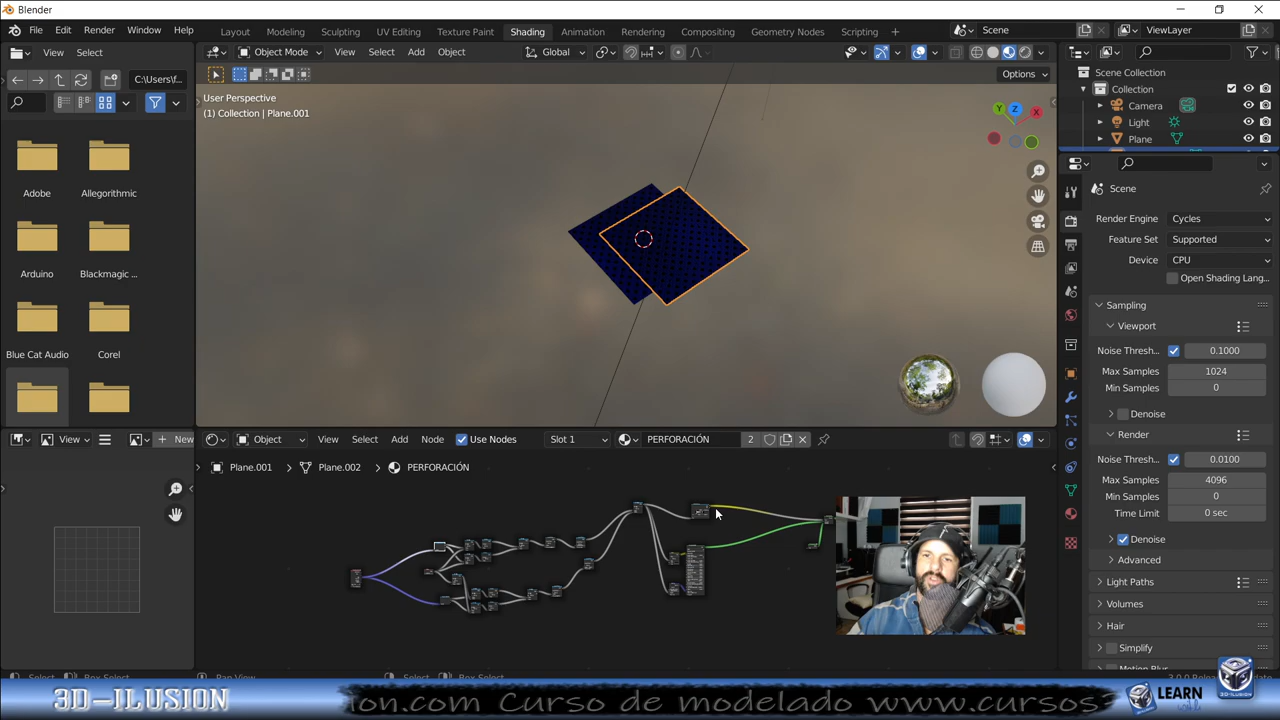 Blender
File Edit Render Window Help
Layout Modeling Sculpting UV Editing Texture Paint Shading Animation Rendering Compositing Geometry Nodes Scripting +
Scene
ViewLayer
View Select
Object Mode View Select Add Object
Global
C:\Users\f...
Options
User Perspective
(1) Collection | Plane.001
Y Z X
Adobe
Allegorithmic
Arduino
Blackmagic ...
Blue Cat Audio
Corel
Scene Collection
Collection
Camera
Light
Plane
Scene
Render Engine Cycles
Feature Set Supported
Device CPU
Open Shading Lang...
Sampling
Viewport
Noise Thresh... 0.1000
Max Samples 1024
Min Samples 0
Denoise
Render
Noise Thresh... 0.0100
Max Samples 4096
Min Samples 0
Time Limit 0 sec
Denoise
Advanced
Light Paths
Volumes
Hair
Simplify
Motion Blur
View
New
Object View Select Add Node Use Nodes Slot 1 PERFORACIÓN 2
Plane.001 > Plane.002 > PERFORACIÓN
3D-ILUSION
ion.com Curso de modelado www.cursos
LEARN